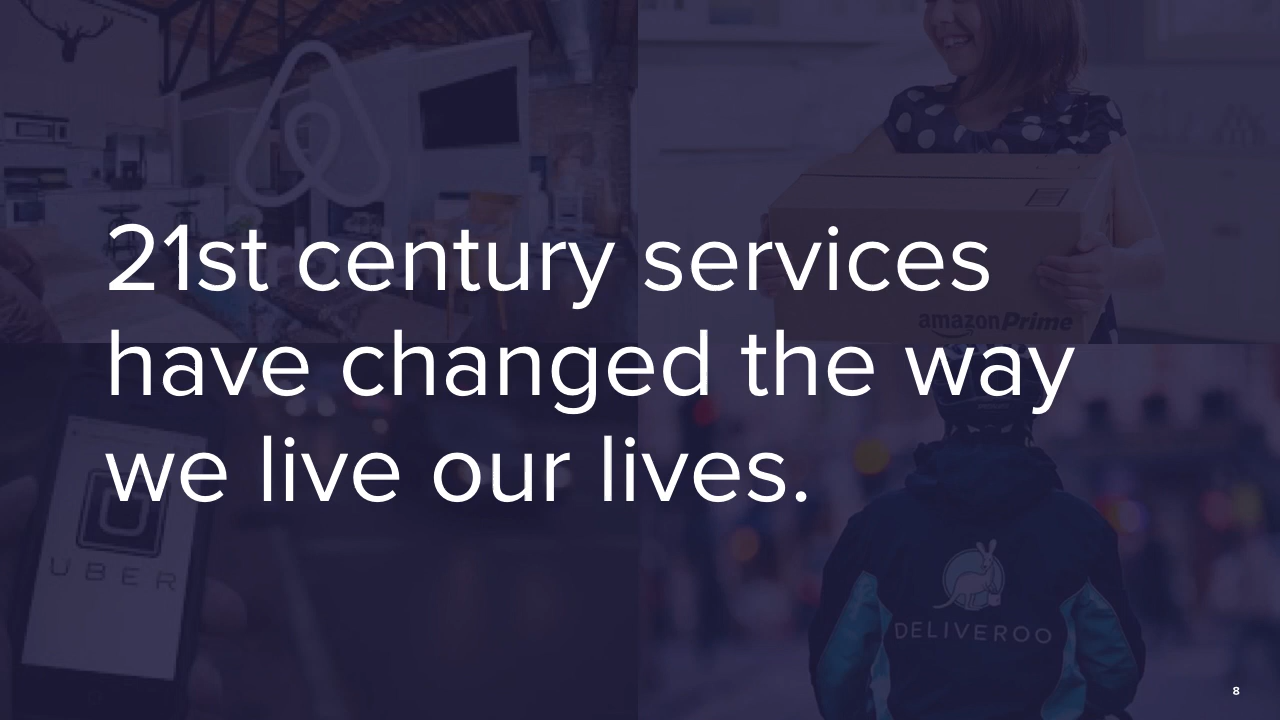 21st century services
have changed the way
we live our lives.
amazonPrime
UBER
DELIVEROO
8